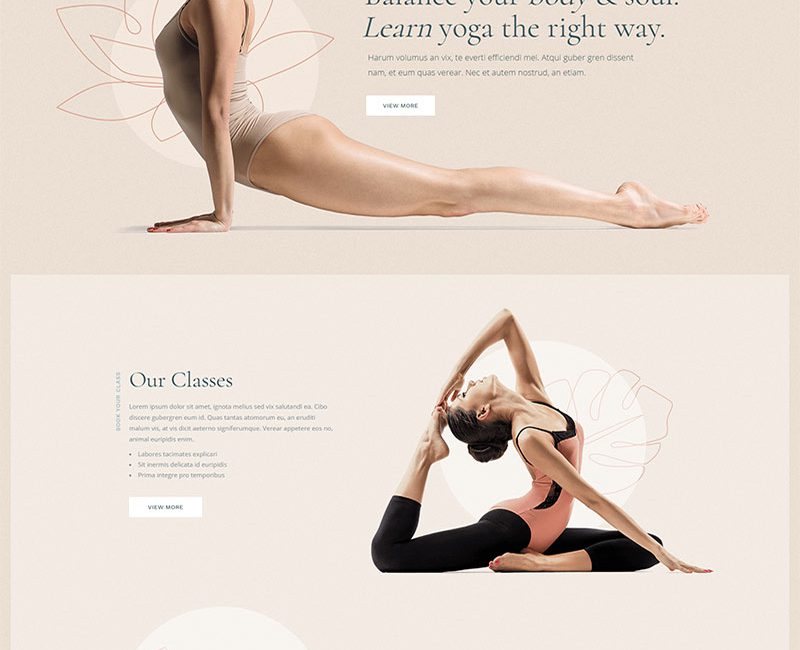 Balance your body & soul.
Learn yoga the right way.
Harum volumus an vix, te everti efficiendi mei. Atqui guber gren dissent
nam, et eum quas verear. Nec et autem nostrud, an etiam.
VIEW MORE
BOOK YOUR CLASS
Our Classes
Lorem ipsum dolor sit amet, ignota melius sed vix salutandi ea. Cibo
discere gubergren eum id. Quas tantas atomorum eu, an eruditi
malum vis, at vis dicit aeterno signiferumque. Verear appetere eos no,
animal euripidis enim.
• Labores tacimates explicari
• Sit inermis delicata id euripidis
• Prima integre pro temporibus
VIEW MORE